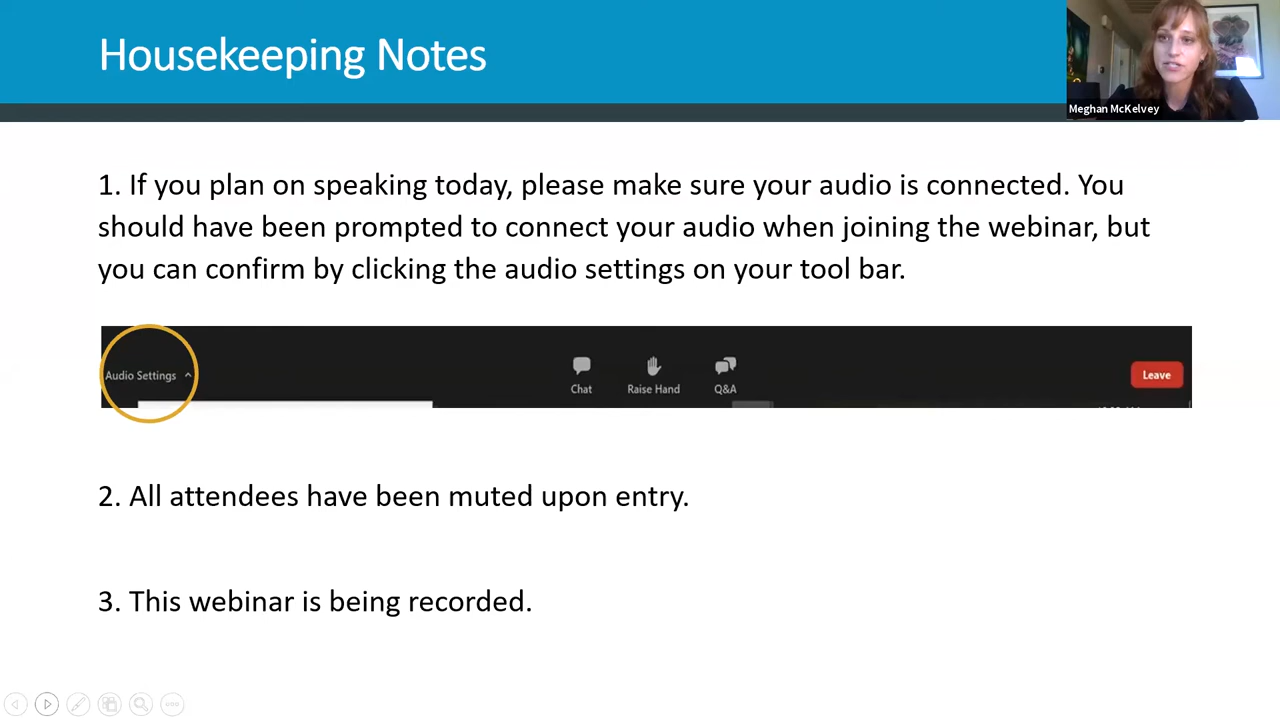 Housekeeping Notes
Meghan McKelvey
1. If you plan on speaking today, please make sure your audio is connected. You
should have been prompted to connect your audio when joining the webinar, but
you can confirm by clicking the audio settings on your tool bar.
Audio Settings
Chat
Raise Hand
Q&A
Leave
2. All attendees have been muted upon entry.
3. This webinar is being recorded.